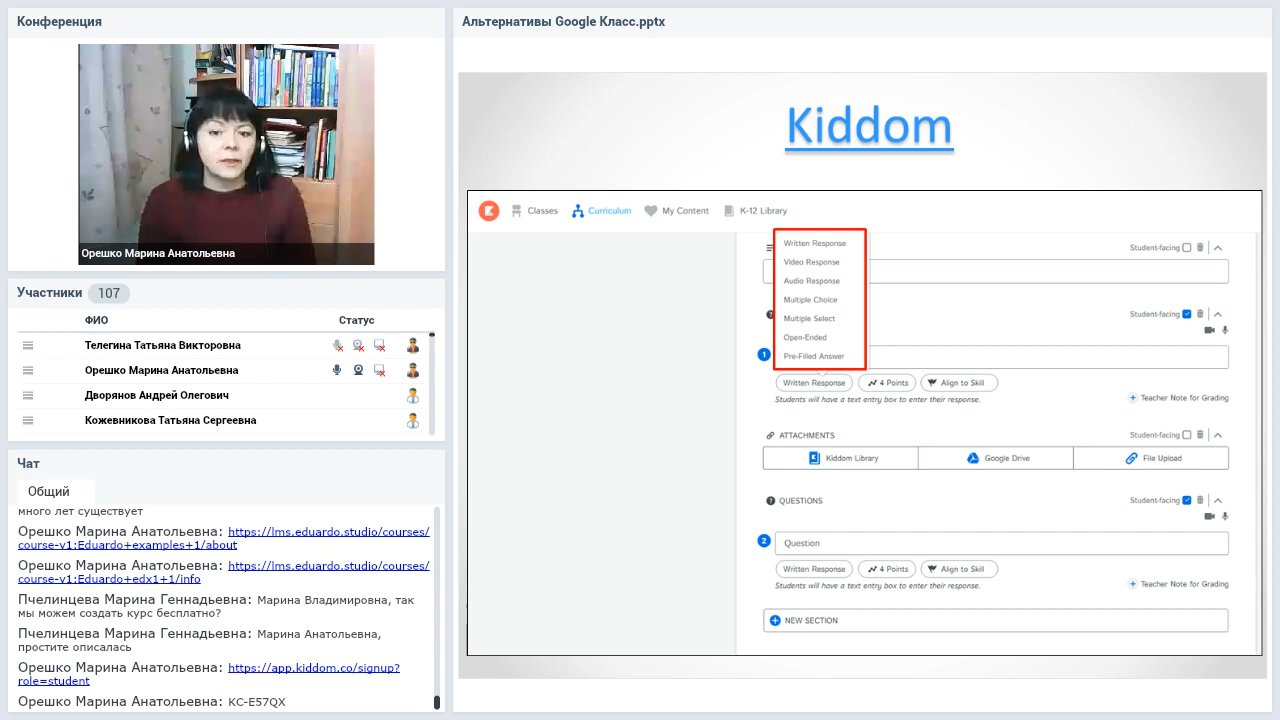 Конференция
Орешко Марина Анатольевна
Участники 107
ФИО Статус
Телегина Татьяна Викторовна
Орешко Марина Анатольевна
Дворянов Андрей Олегович
Кожевникова Татьяна Сергеевна
Чат
Общий
много лет существует
Орешко Марина Анатольевна: https://lms.eduardo.studio/courses/
course-v1:Eduardo+examples+1/about
Орешко Марина Анатольевна: https://lms.eduardo.studio/courses/
course-v1:Eduardo+edx1+1/info
Пчелинцева Марина Геннадьевна: Марина Владимировна, так
мы можем создать курс бесплатно?
Пчелинцева Марина Геннадьевна: Марина Анатольевна,
простите описалась
Орешко Марина Анатольевна: https://app.kiddom.co/signup?
role=student
Орешко Марина Анатольевна: KC-E57QX
Альтернативы Google Класс.pptx
Kiddom
Classes Curriculum My Content K-12 Library
Student-facing
Written Response
Video Response
Audio Response
Multiple Choice
Multiple Select
Open-Ended
Pre-Filled Answer
Student-facing
1
Written Response 4 Points Align to Skill
Students will have a text entry box to enter their response.
Teacher Note for Grading
ATTACHMENTS Student-facing
Kiddom Library Google Drive File Upload
QUESTIONS Student-facing
2 Question
Written Response 4 Points Align to Skill
Students will have a text entry box to enter their response.
Teacher Note for Grading
NEW SECTION